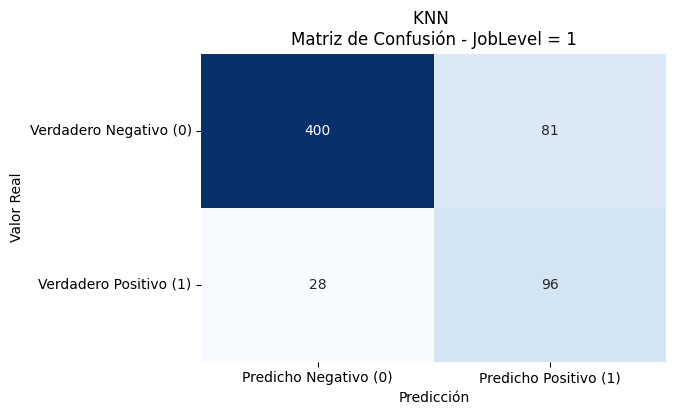 KNN
Matriz de Confusión - JobLevel = 1
Valor Real
Verdadero Negativo (0)
400
81
Verdadero Positivo (1)
28
96
Predicho Negativo (0)
Predicho Positivo (1)
Predicción